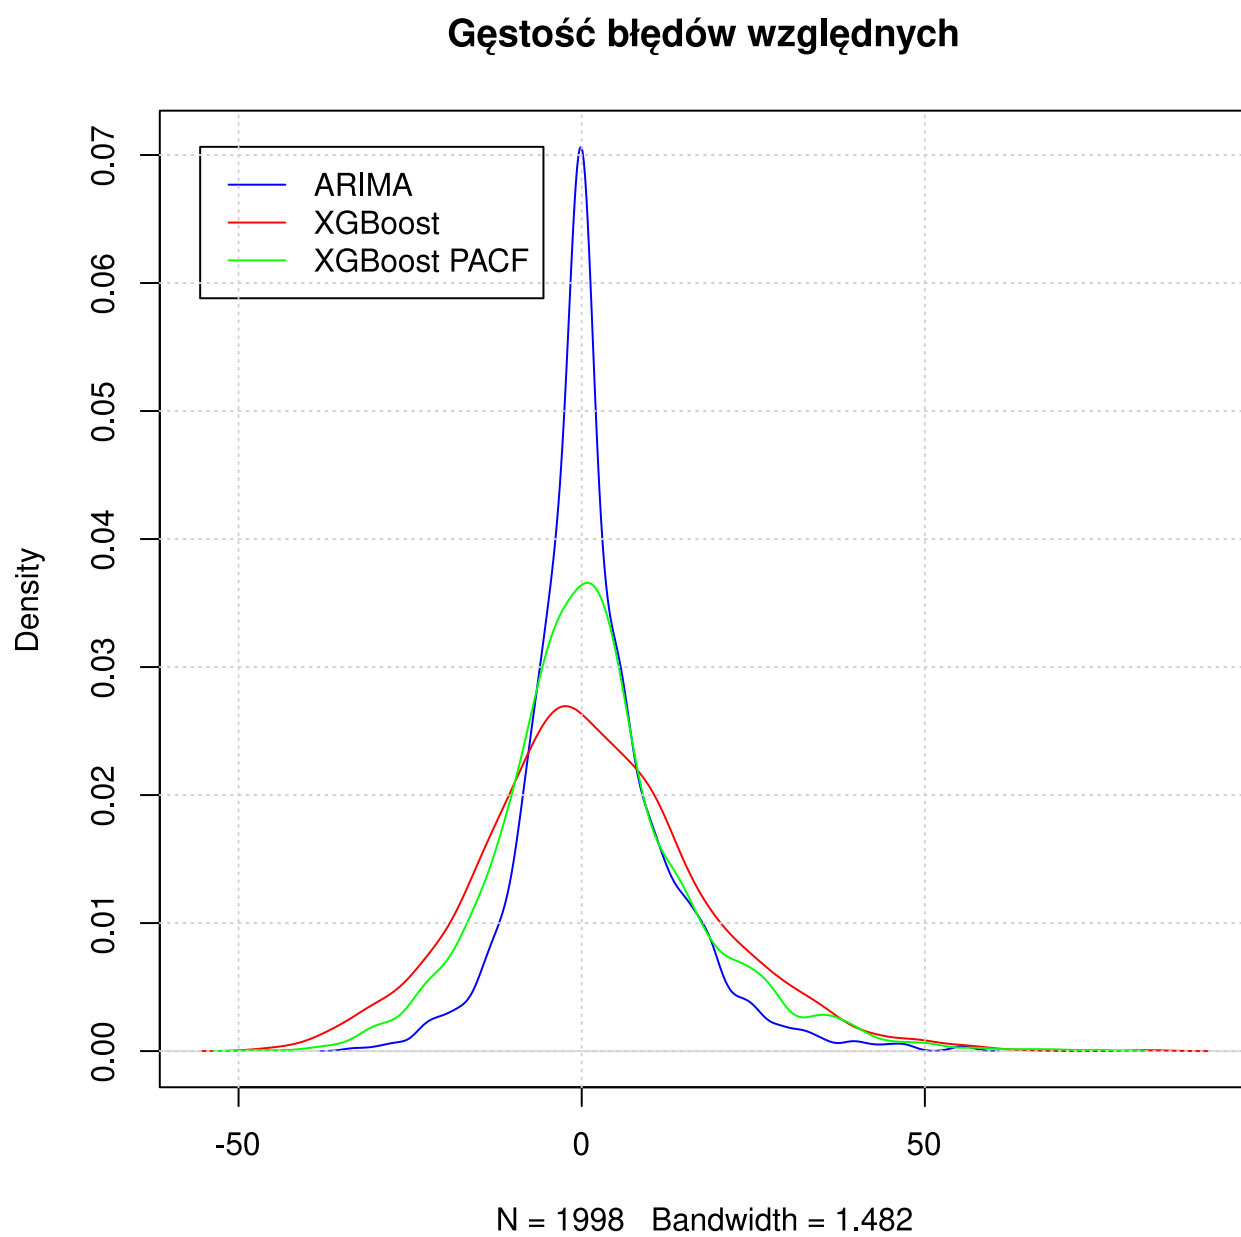 Gęstość błędów względnych
ARIMA
XGBoost
XGBoost PACF
Density
0.07
0.06
0.05
0.04
0.03
0.02
0.01
0.00
-50
0
50
N = 1998 Bandwidth = 1.482